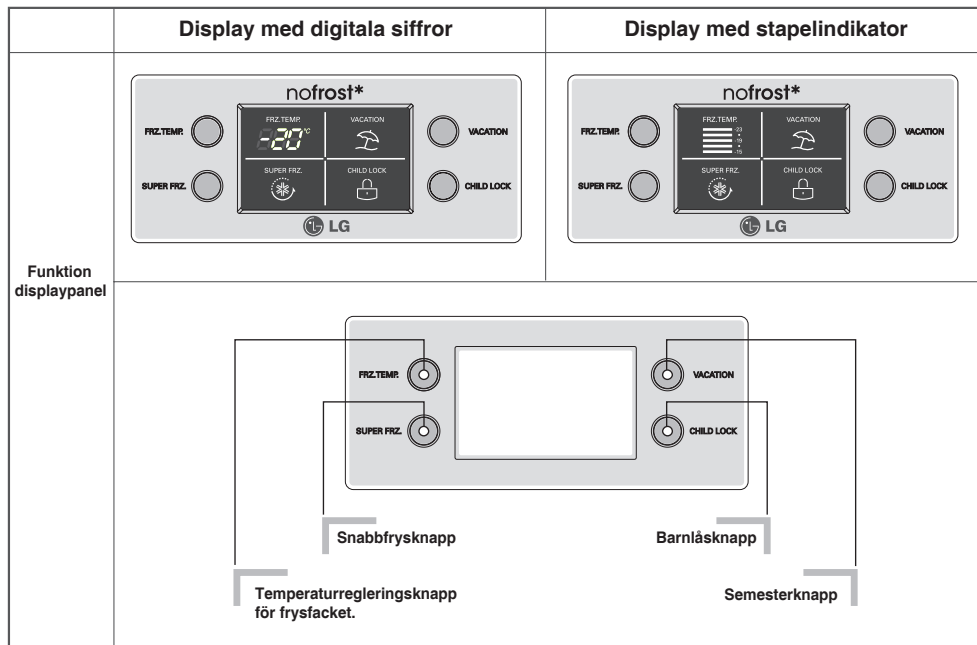 Display med digitala siffror
Display med stapelindikator
Funktion
displaypanel
nofrost*
FRZ.TEMP.
SUPER FRZ.
FRZ.TEMP.
-20 °C
VACATION
SUPER FRZ.
CHILD LOCK
VACATION
CHILD LOCK
LG
nofrost*
FRZ.TEMP.
SUPER FRZ.
FRZ.TEMP.
-23
-19
-15
VACATION
SUPER FRZ.
CHILD LOCK
VACATION
CHILD LOCK
LG
FRZ.TEMP.
VACATION
SUPER FRZ.
CHILD LOCK
Snabbfrysknapp
Barnlåsknapp
Temperaturregleringsknapp
för frysfacket.
Semesterknapp